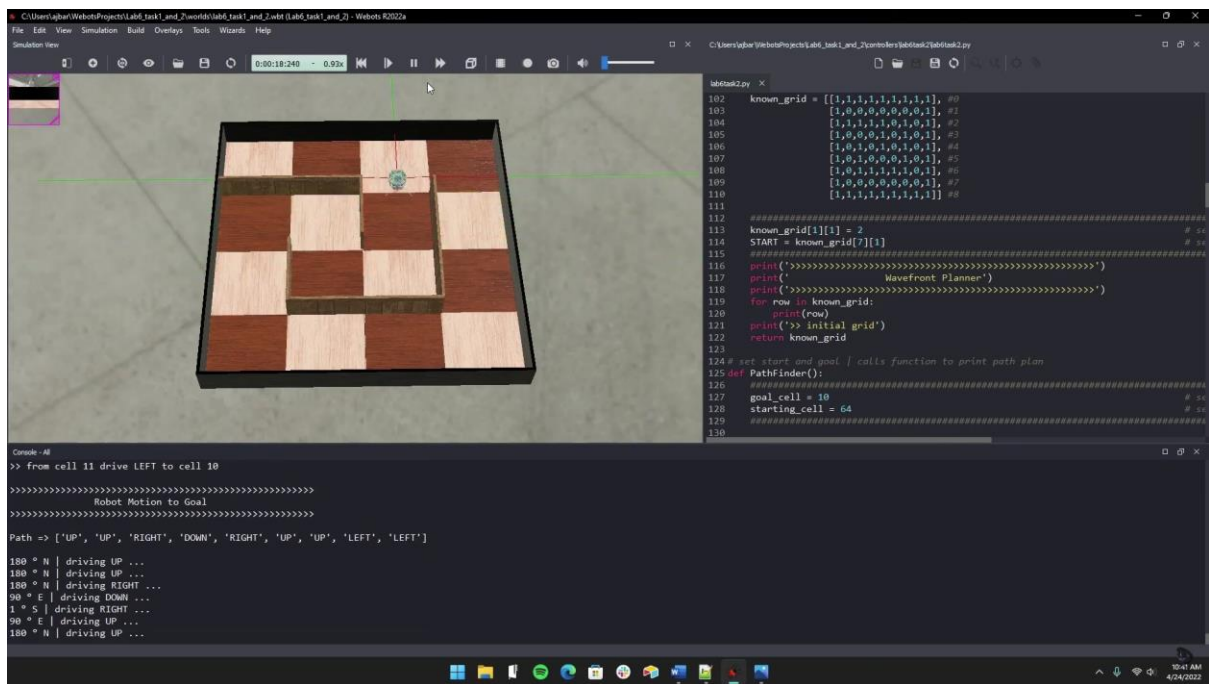 C:\Users\ajbar\WebotsProjects\Lab6_task1_and_2\worlds\lab6_task1_and_2.wbt (Lab6_task1_and_2) - Webots R2022a
File Edit View Simulation Build Overlays Tools Wizards Help
Simulation View
0:00:18:240 - 0.93x
C:\Users\ajbar\WebotsProjects\Lab6_task1_and_2\controllers\lab6task2\lab6task2.py
lab6task2.py
102 known_grid = [[1,1,1,1,1,1,1,1,1], #0
103 [1,0,0,0,0,0,0,0,1], #1
104 [1,1,1,1,1,0,1,0,1], #2
105 [1,0,0,0,1,0,1,0,1], #3
106 [1,0,1,0,1,0,1,0,1], #4
107 [1,0,1,0,0,0,1,0,1], #5
108 [1,0,1,1,1,1,1,0,1], #6
109 [1,0,0,0,0,0,0,0,1], #7
110 [1,1,1,1,1,1,1,1,1]] #8
111
112
113 known_grid[1][1] = 2 # se
114 START = known_grid[7][1] # se
115
116 print('>>>>>>>>>>>>>>>>>>>>>>>>>>>>>>>>>>>>>>>>>>>>>>>>>>>>>>')
117 print(' Wavefront Planner')
118 print('>>>>>>>>>>>>>>>>>>>>>>>>>>>>>>>>>>>>>>>>>>>>>>>>>>>>>>')
119 for row in known_grid:
120 print(row)
121 print('>> initial grid')
122 return known_grid
123
124 # set start and goal | calls function to print path plan
125 def PathFinder():
126
127 goal_cell = 10 # se
128 starting_cell = 64 # se
129
130
Console - All
>> from cell 11 drive LEFT to cell 10
>>>>>>>>>>>>>>>>>>>>>>>>>>>>>>>>>>>>>>>>>>>>>>>>>>>>>>
Robot Motion to Goal
>>>>>>>>>>>>>>>>>>>>>>>>>>>>>>>>>>>>>>>>>>>>>>>>>>>>>>
Path => ['UP', 'UP', 'RIGHT', 'DOWN', 'RIGHT', 'UP', 'UP', 'LEFT', 'LEFT']
180 ° N | driving UP ...
180 ° N | driving UP ...
180 ° N | driving RIGHT ...
90 ° E | driving DOWN ...
1 ° S | driving RIGHT ...
90 ° E | driving UP ...
180 ° N | driving UP ...
10:41 AM
4/24/2022